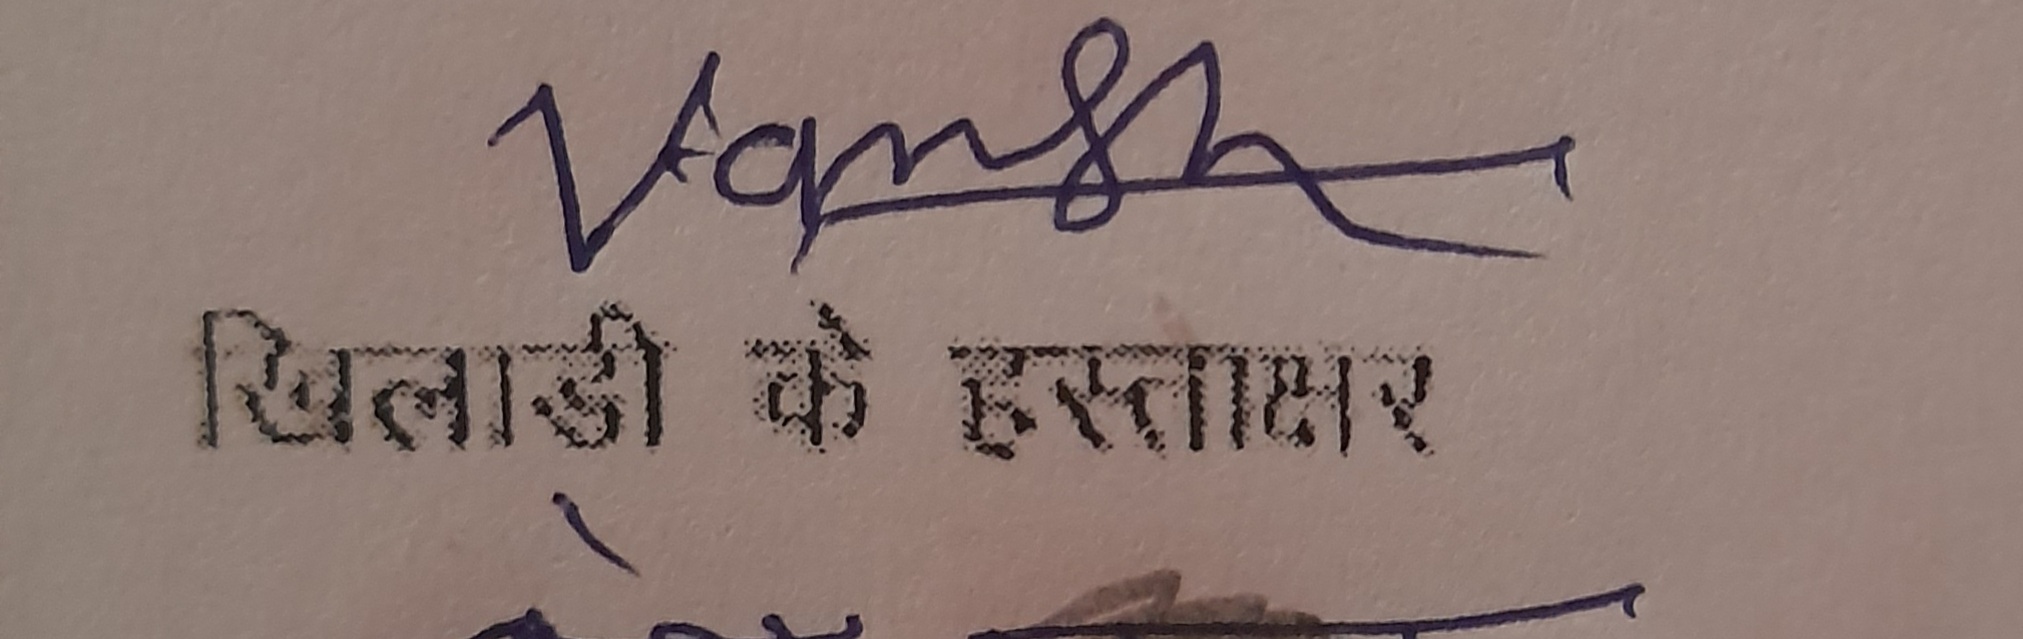 Vansh
खिलाडी के हस्ताक्षर